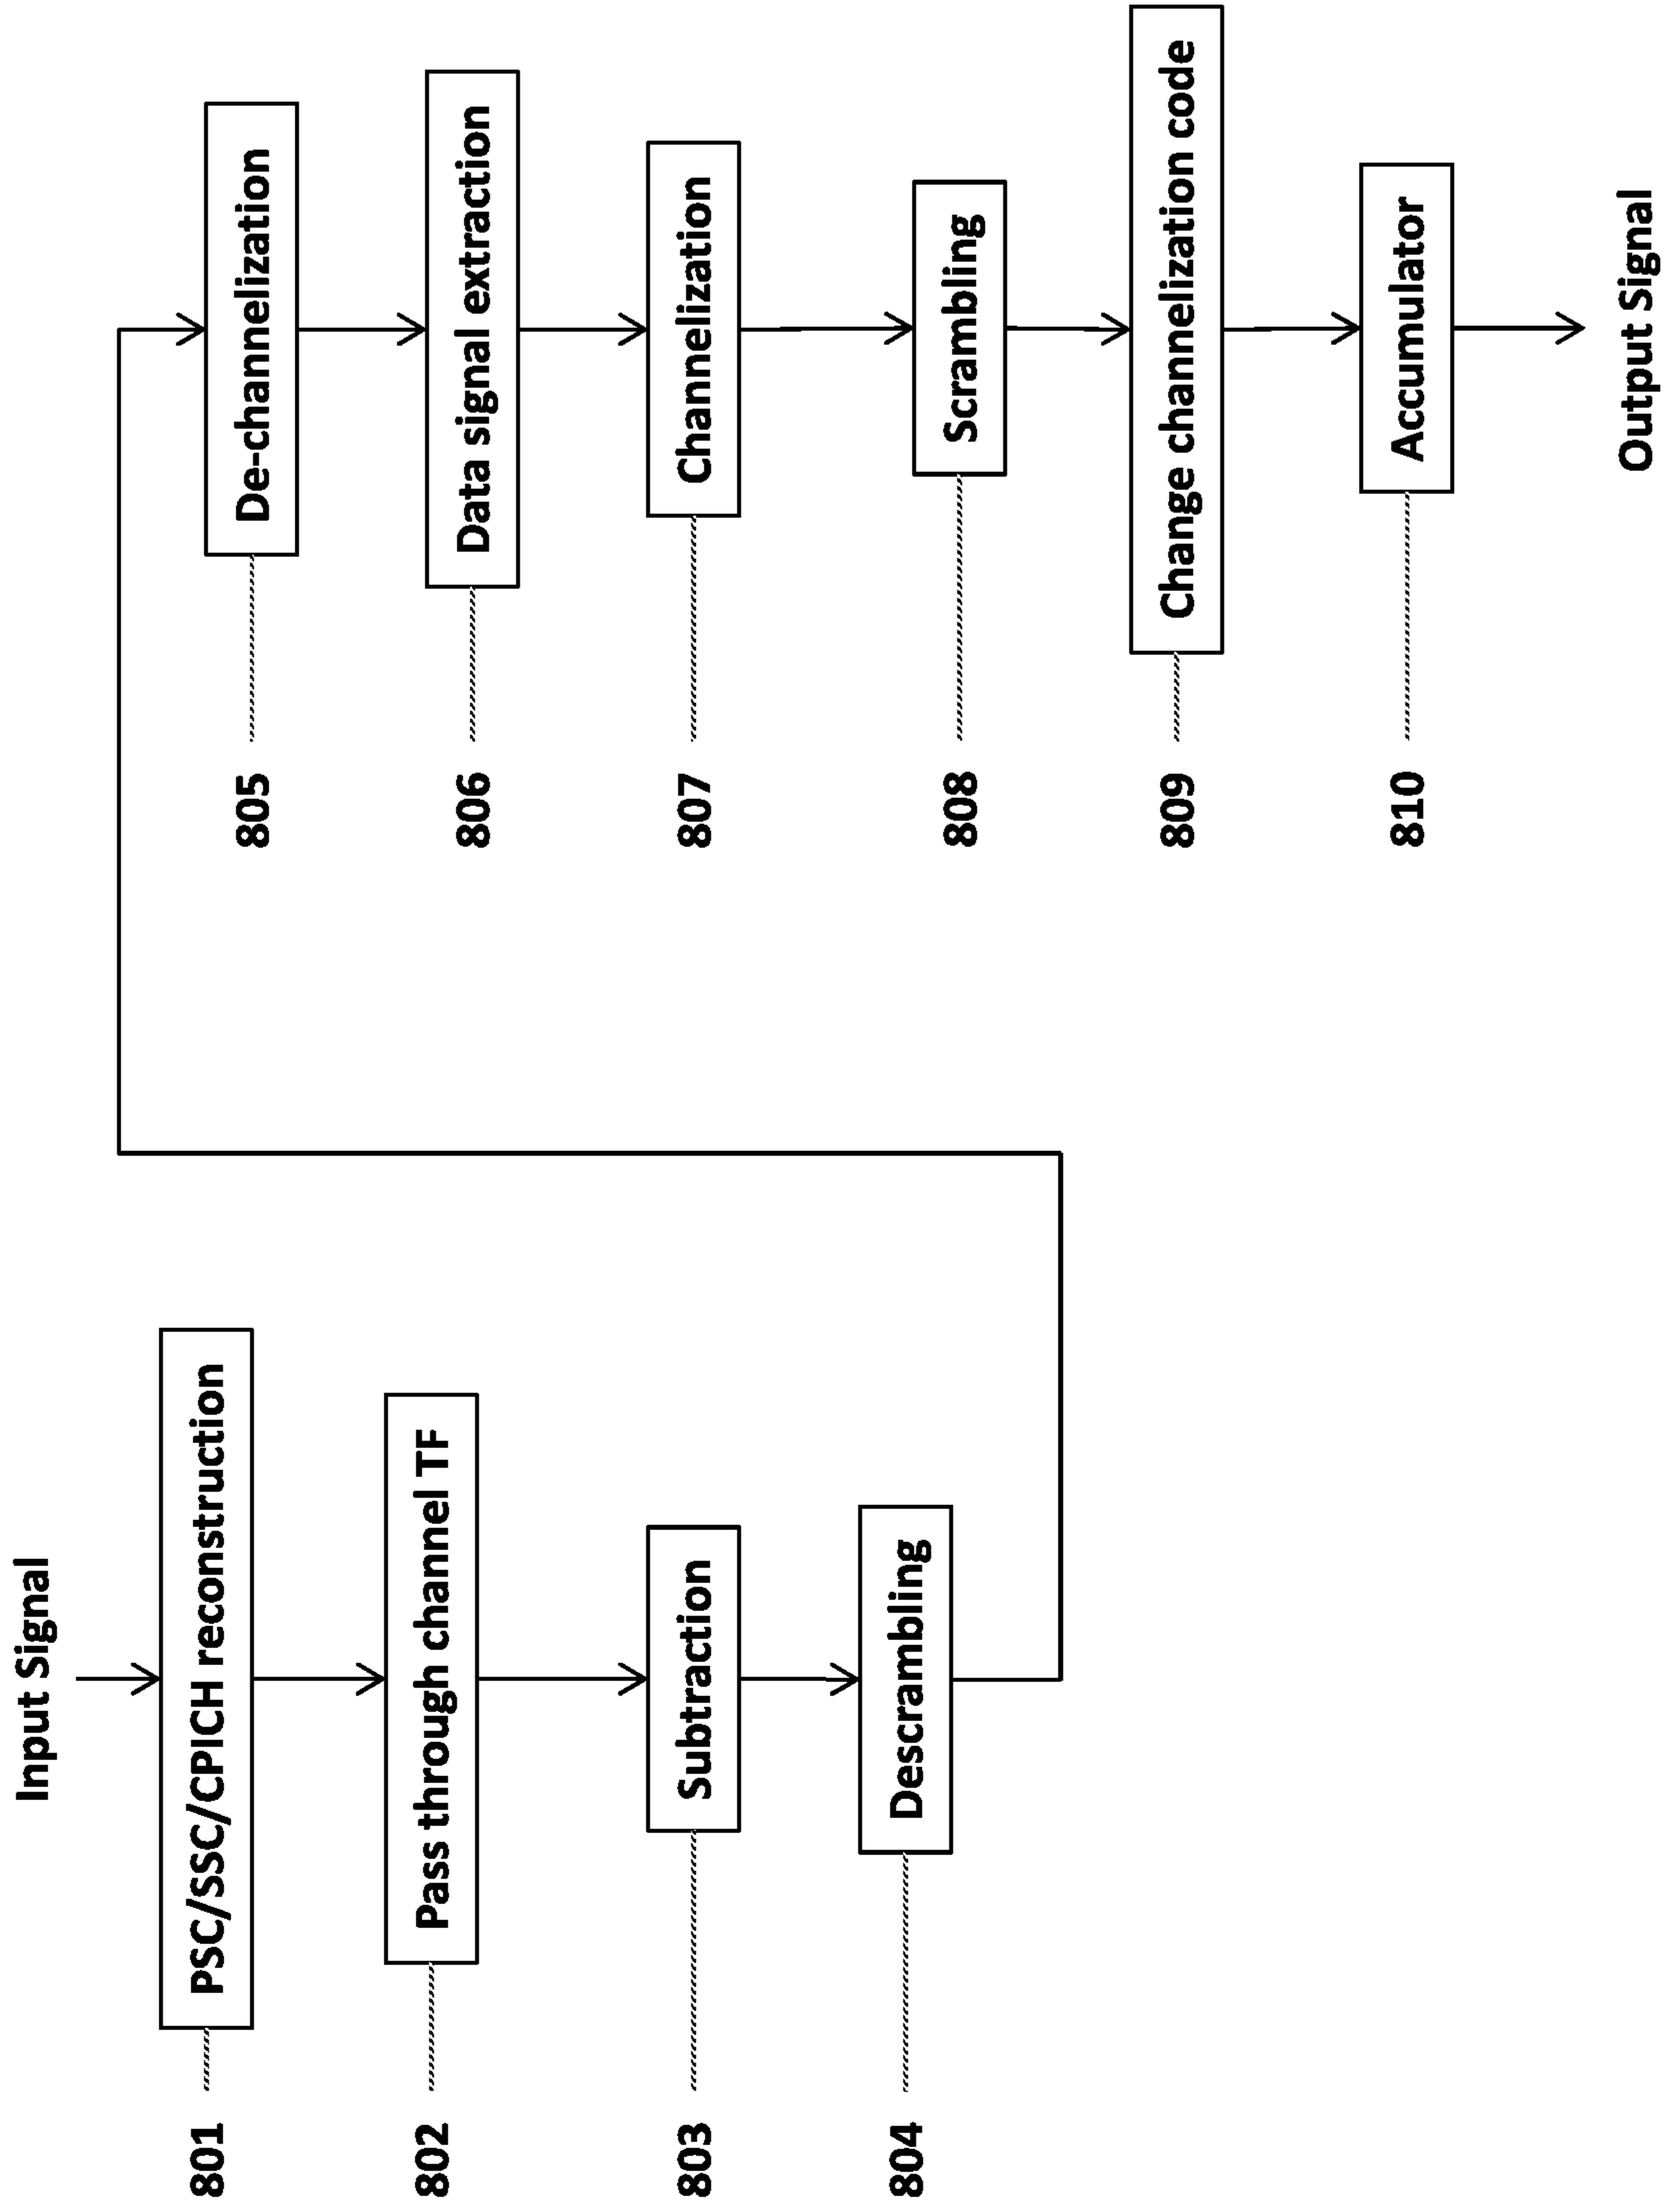 Input Signal
801
PSC/SSC/CPICH reconstruction
802
Pass through channel TF
803
Subtraction
804
Descrambling
805
De-channelization
806
Data signal extraction
807
Channelization
808
Scrambling
809
Change channelization code
810
Accumulator
Output Signal